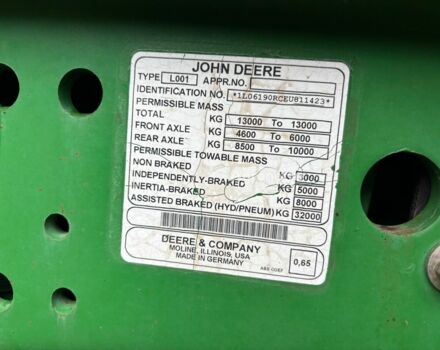 JOHN DEERE
TYPE L001 APPR.NO.
IDENTIFICATION NO. *1L06190RCEU811423*
PERMISSIBLE MASS
TOTAL KG 13000 To 13000
FRONT AXLE KG 4600 To 6000
REAR AXLE KG 8500 To 10000
PERMISSIBLE TOWABLE MASS
NON BRAKED KG 3000
INDEPENDENTLY-BRAKED KG 5000
INERTIA-BRAKED KG 8000
ASSISTED BRAKED (HYD/PNEUM) KG 32000
DEERE & COMPANY
MOLINE, ILLINOIS, USA
MADE IN GERMANY
ABS COEF 0,65